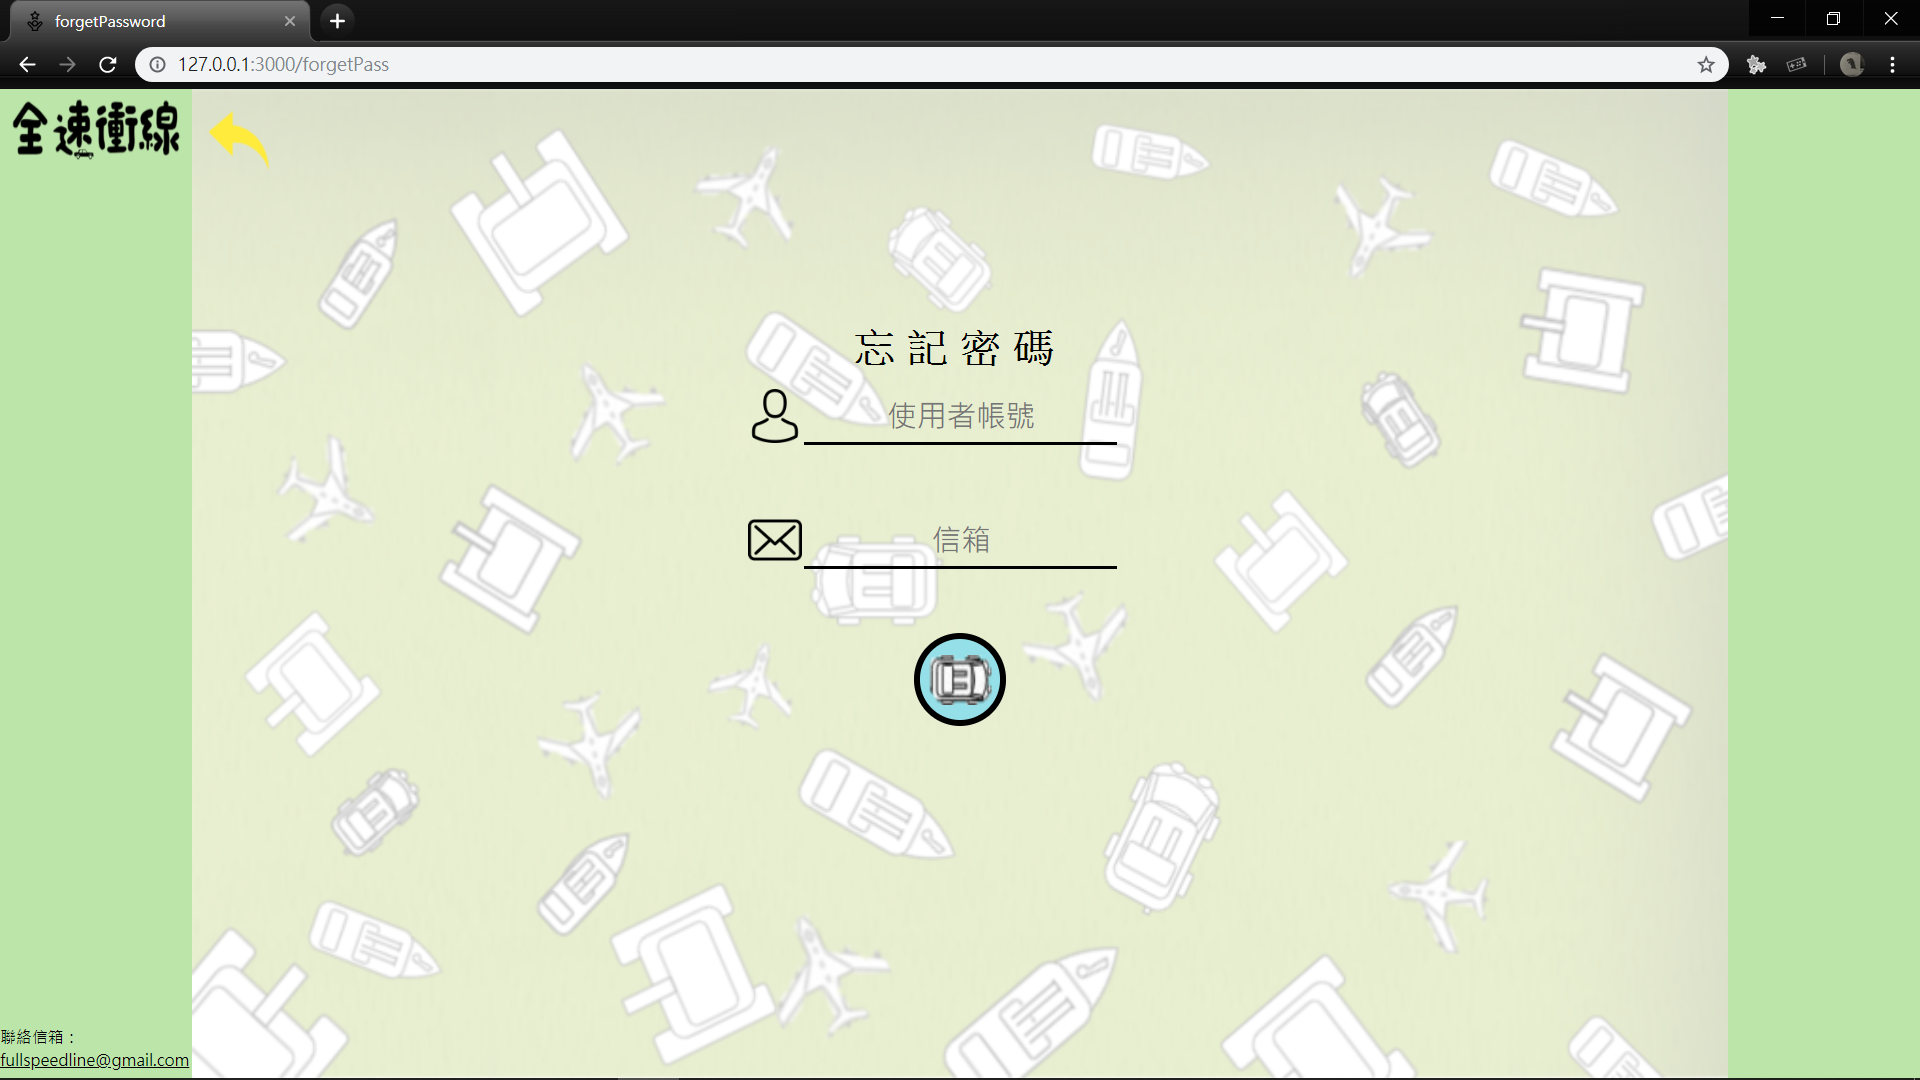 forgetPassword
127.0.0.1:3000/forgetPass
全速衝線
忘記密碼
使用者帳號
信箱
聯絡信箱：
fullspeedline@gmail.com